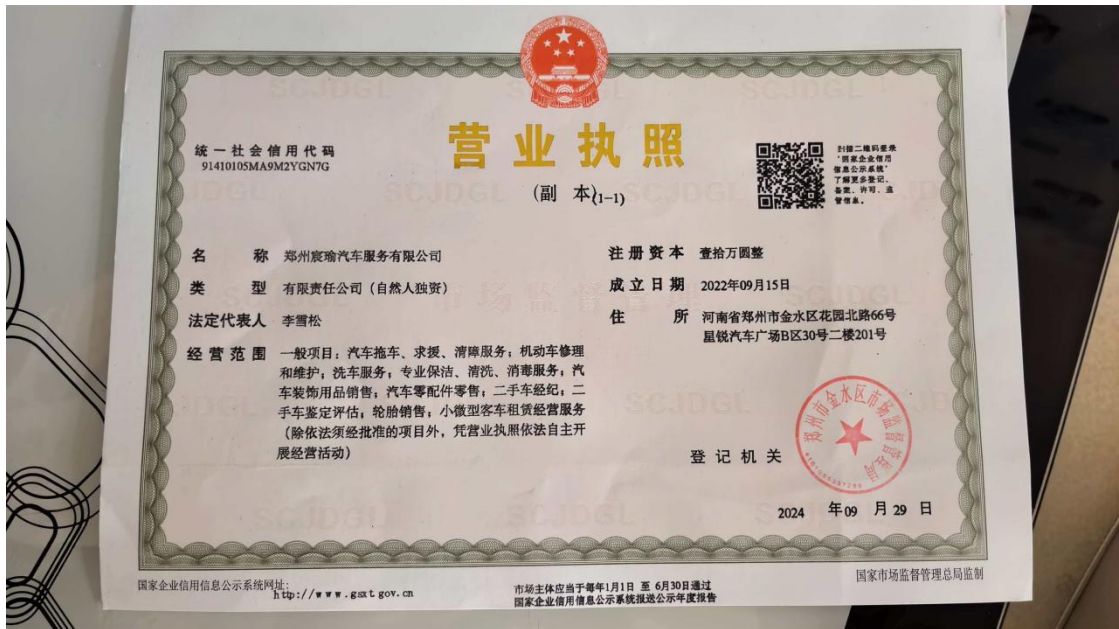 统一社会信用代码
91410105MA9M2YGN7G
营业执照
(副 本)(1-1)
扫描二维码登录
“国家企业信用
信息公示系统”
了解更多登记、
备案、许可、监
管信息。
名 称 郑州宸瑜汽车服务有限公司
类 型 有限责任公司（自然人独资）
法定代表人 李雪松
经营范围 一般项目：汽车拖车、求援、清障服务；机动车修理
和维护；洗车服务；专业保洁、清洗、消毒服务；汽
车装饰用品销售；汽车零配件零售；二手车经纪；二
手车鉴定评估；轮胎销售；小微型客车租赁经营服务
（除依法须经批准的项目外，凭营业执照依法自主开
展经营活动）
注册资本 壹拾万圆整
成立日期 2022年09月15日
住 所 河南省郑州市金水区花园北路66号
星锐汽车广场B区30号二楼201号
登记机关
郑州市金水区市场监督管理局
2024 年 09 月 29 日
国家企业信用信息公示系统网址：
http://www.gsxt.gov.cn
市场主体应当于每年1月1日 至 6月30日通过
国家企业信用信息公示系统报送公示年度报告
国家市场监督管理总局监制
SCJDGL
市场监督管理